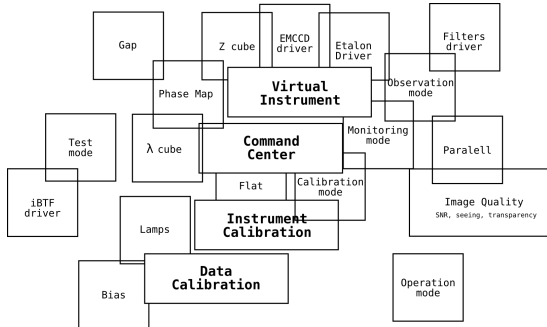 Gap
Z cube
EMCCD
driver
Etalon
Driver
Filters
driver
Phase Map
Virtual
Instrument
Observation
mode
Test
mode
λ cube
Command
Center
Monitoring
mode
Paralell
iBTF
driver
Flat
Calibration
mode
Image Quality
SNR, seeing, transparency
Lamps
Instrument
Calibration
Bias
Data
Calibration
Operation
mode